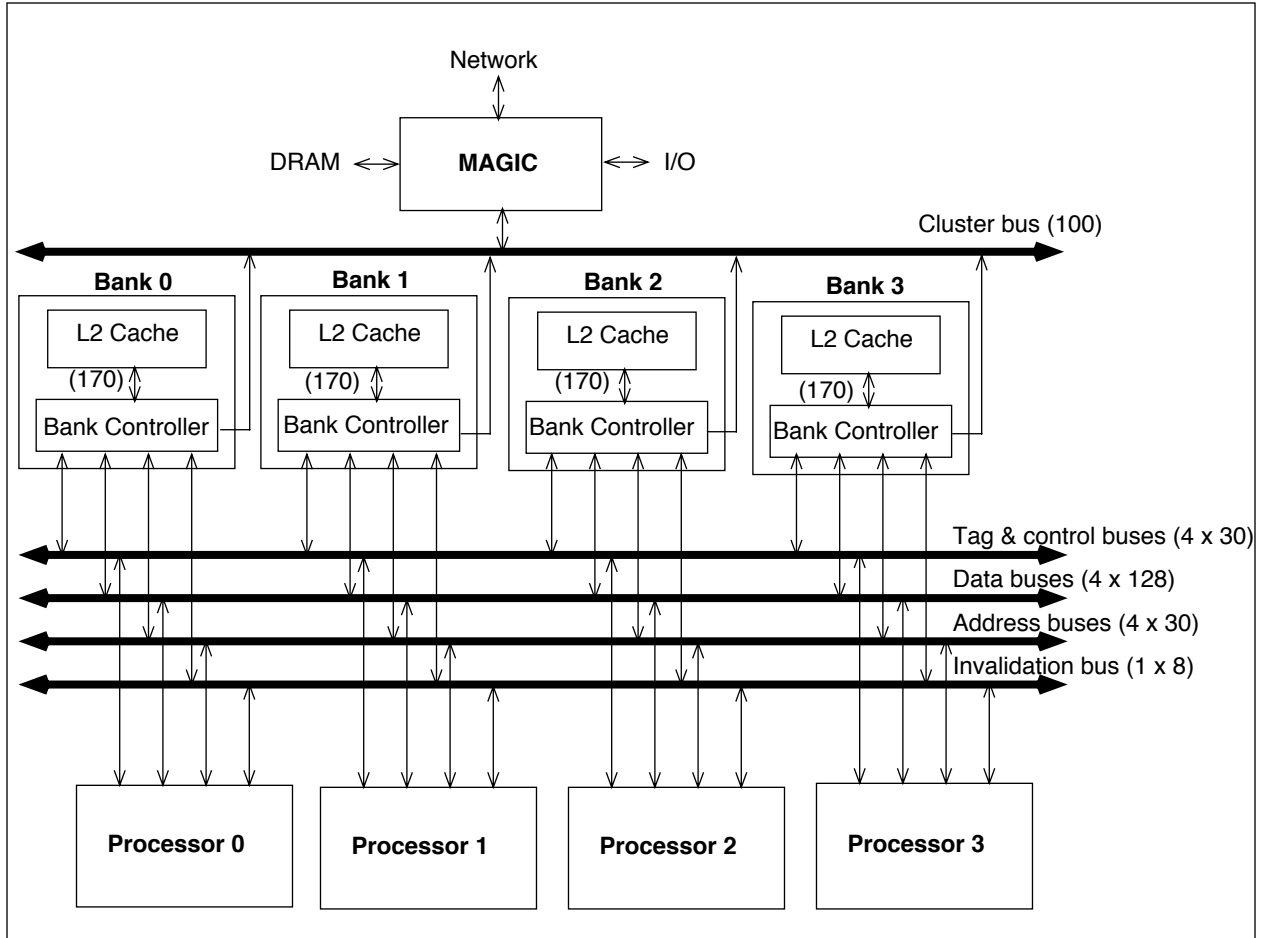 Network
DRAM
MAGIC
I/O
Cluster bus (100)
Bank 0
Bank 1
Bank 2
Bank 3
L2 Cache
L2 Cache
L2 Cache
L2 Cache
(170)
(170)
(170)
(170)
Bank Controller
Bank Controller
Bank Controller
Bank Controller
Tag & control buses (4 x 30)
Data buses (4 x 128)
Address buses (4 x 30)
Invalidation bus (1 x 8)
Processor 0
Processor 1
Processor 2
Processor 3